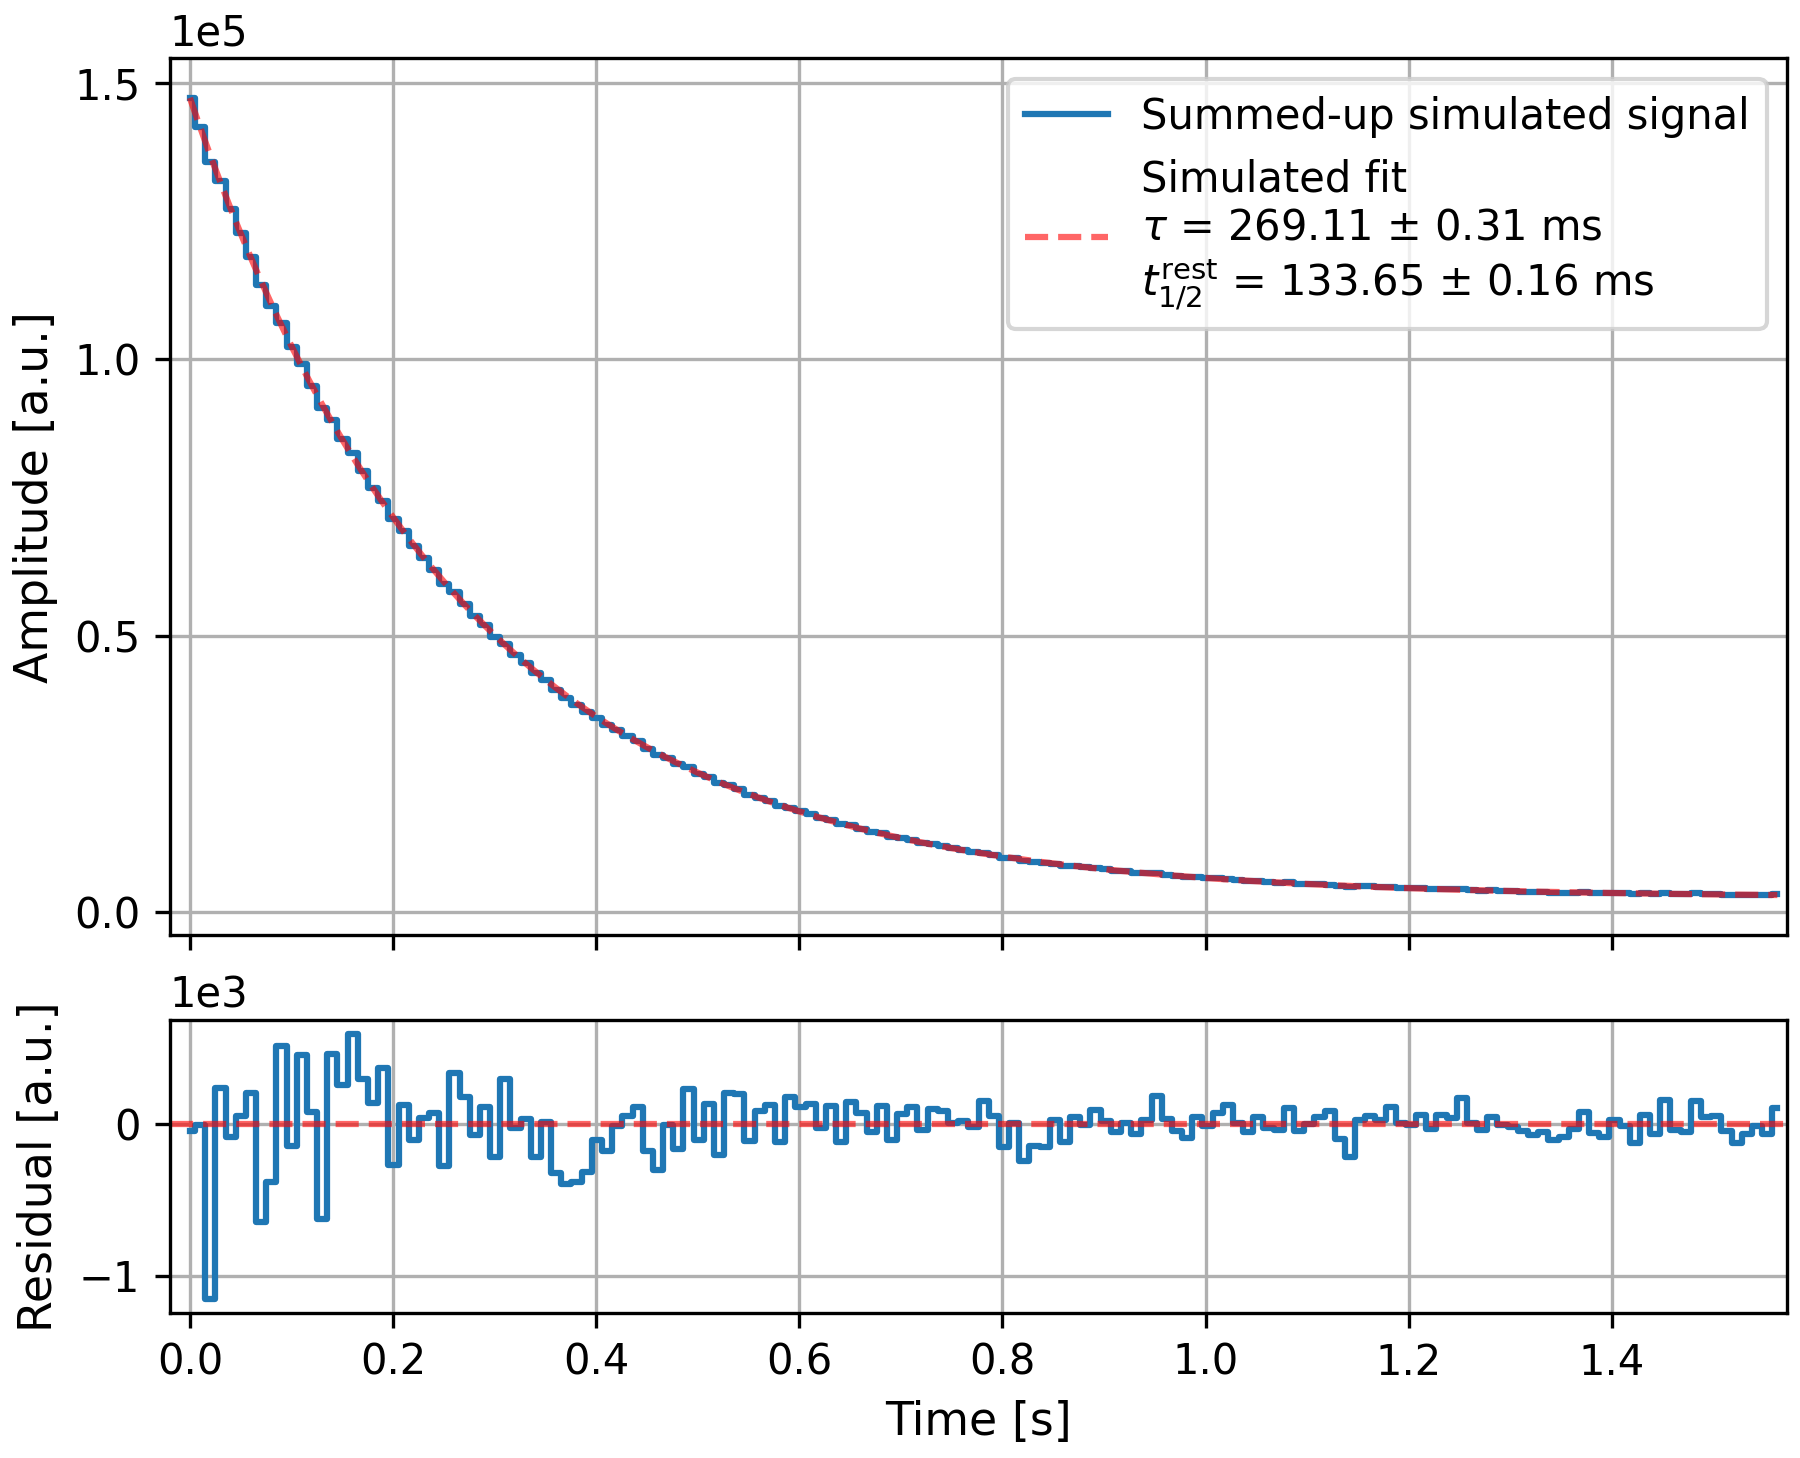 1e5
1.5
1.0
0.5
0.0
Amplitude [a.u.]
Summed-up simulated signal
Simulated fit
τ = 269.11 ± 0.31 ms
t₁/₂^rest = 133.65 ± 0.16 ms
1e3
0
−1
Residual [a.u.]
0.0 0.2 0.4 0.6 0.8 1.0 1.2 1.4
Time [s]